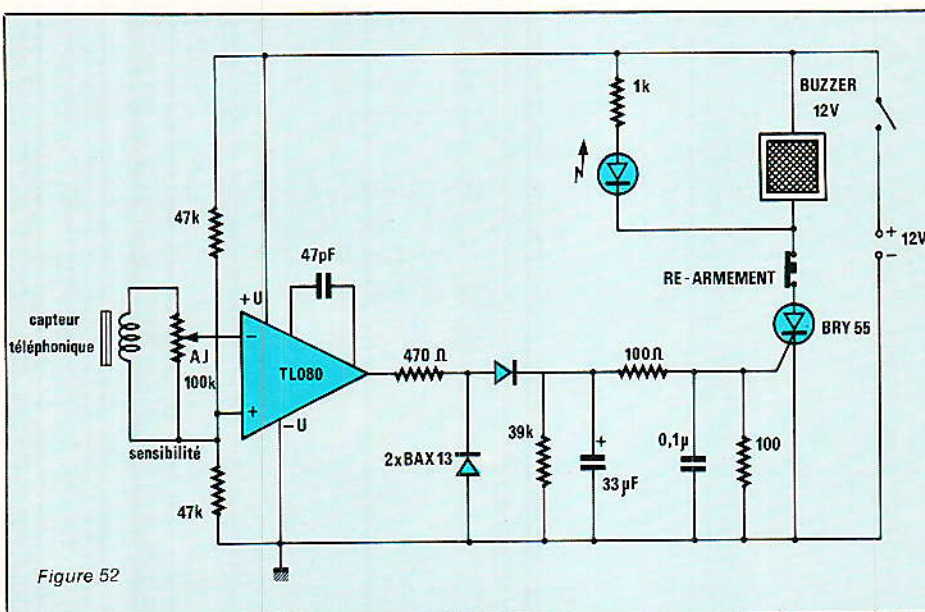 1k
BUZZER
12V
47k
47pF
+
12V
−
+U
RE-ARMEMENT
capteur
téléphonique
−
AJ
100k
TL080
470 Ω
100Ω
BRY 55
+
−U
sensibilité
47k
2xBAX13
39k
+
33µF
0,1µ
100
Figure 52